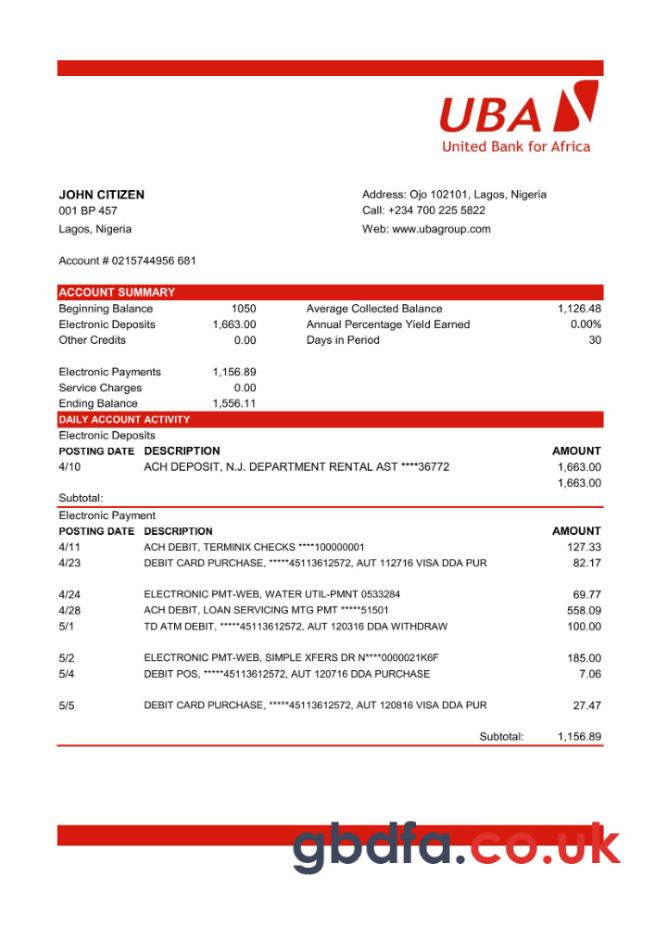 UBA
United Bank for Africa
JOHN CITIZEN
001 BP 457
Lagos, Nigeria
Address: Ojo 102101, Lagos, Nigeria
Call: +234 700 225 5822
Web: www.ubagroup.com
Account # 0215744956 681
ACCOUNT SUMMARY
Beginning Balance 1050 Average Collected Balance 1,126.48
Electronic Deposits 1,663.00 Annual Percentage Yield Earned 0.00%
Other Credits 0.00 Days in Period 30
Electronic Payments 1,156.89
Service Charges 0.00
Ending Balance 1,556.11
DAILY ACCOUNT ACTIVITY
Electronic Deposits
POSTING DATE DESCRIPTION AMOUNT
4/10 ACH DEPOSIT, N.J. DEPARTMENT RENTAL AST ****36772 1,663.00
1,663.00
Subtotal:
Electronic Payment
POSTING DATE DESCRIPTION AMOUNT
4/11 ACH DEBIT, TERMINIX CHECKS ****100000001 127.33
4/23 DEBIT CARD PURCHASE, *****45113612572, AUT 112716 VISA DDA PUR 82.17
4/24 ELECTRONIC PMT-WEB, WATER UTIL-PMNT 0533284 69.77
4/28 ACH DEBIT, LOAN SERVICING MTG PMT *****51501 558.09
5/1 TD ATM DEBIT, *****45113612572, AUT 120316 DDA WITHDRAW 100.00
5/2 ELECTRONIC PMT-WEB, SIMPLE XFERS DR N****0000021K6F 185.00
5/4 DEBIT POS, *****45113612572, AUT 120716 DDA PURCHASE 7.06
5/5 DEBIT CARD PURCHASE, *****45113612572, AUT 120816 VISA DDA PUR 27.47
Subtotal: 1,156.89
gbdfa.co.uk